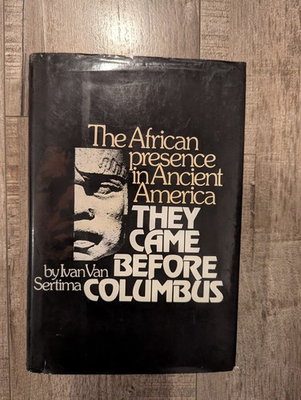 The African
presence
in Ancient
America
THEY
CAME
BEFORE
COLUMBUS
by Ivan Van
Sertima